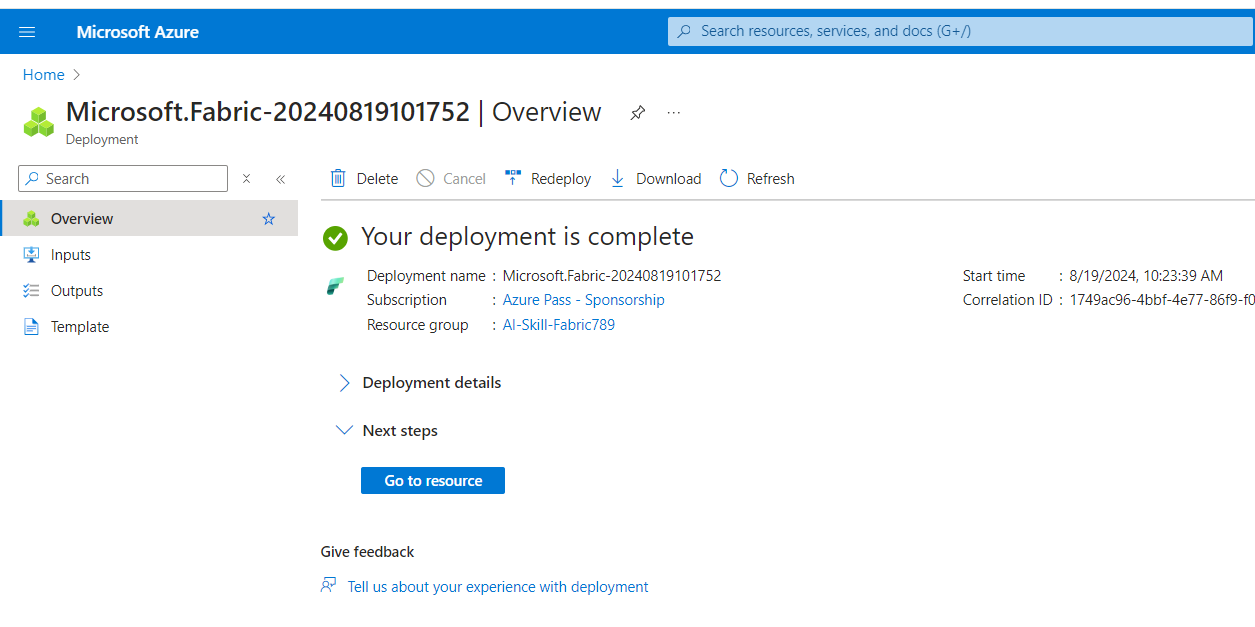 Microsoft Azure
Search resources, services, and docs (G+/)
Home
Microsoft.Fabric-20240819101752 | Overview
Deployment
Search
Delete
Cancel
Redeploy
Download
Refresh
Overview
Inputs
Outputs
Template
Your deployment is complete
Deployment name : Microsoft.Fabric-20240819101752
Subscription : Azure Pass - Sponsorship
Resource group : AI-Skill-Fabric789
Start time : 8/19/2024, 10:23:39 AM
Correlation ID : 1749ac96-4bbf-4e77-86f9-f0
Deployment details
Next steps
Go to resource
Give feedback
Tell us about your experience with deployment